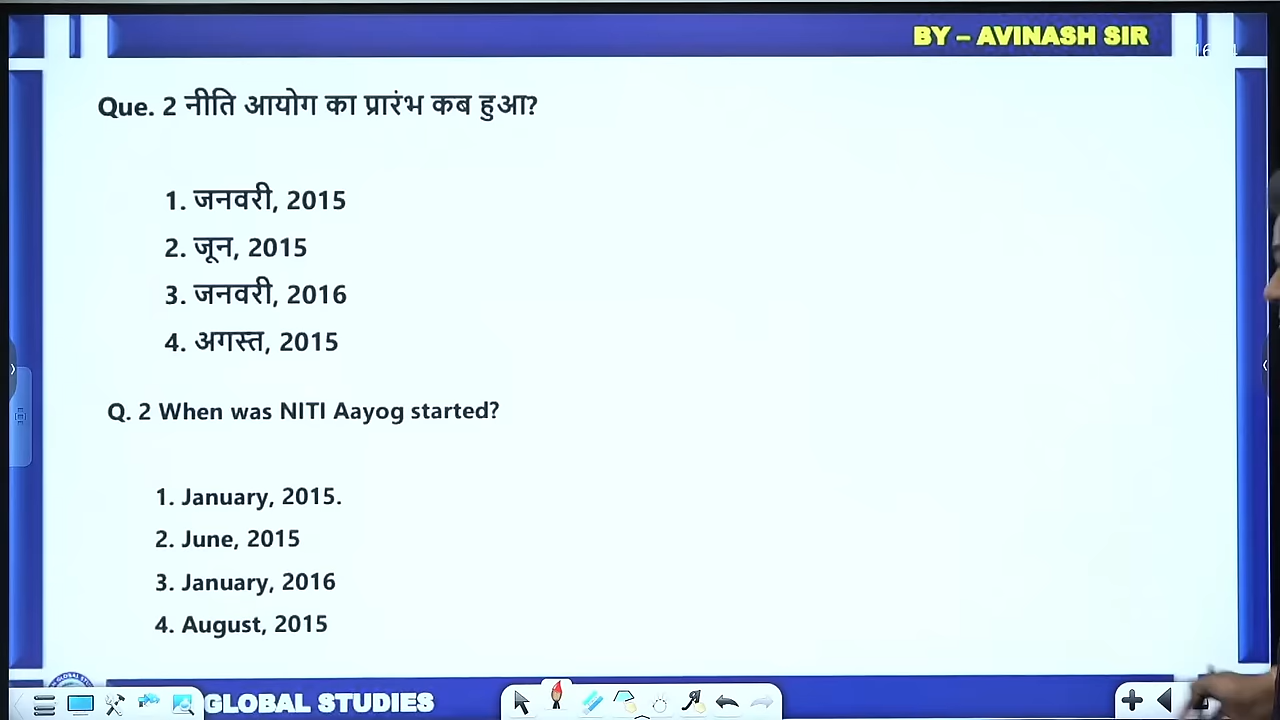 BY – AVINASH SIR
Que. 2 नीति आयोग का प्रारंभ कब हुआ?
1. जनवरी, 2015
2. जून, 2015
3. जनवरी, 2016
4. अगस्त, 2015
Q. 2 When was NITI Aayog started?
1. January, 2015.
2. June, 2015
3. January, 2016
4. August, 2015
GLOBAL STUDIES